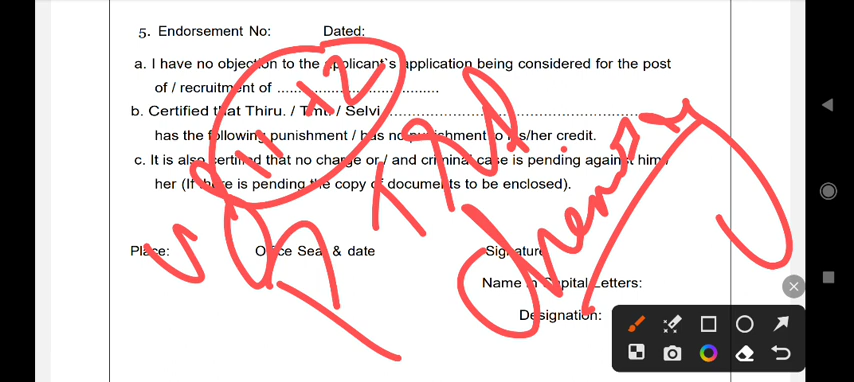 5. Endorsement No: Dated:
a. I have no objection to the applicant's application being considered for the post
of / recruitment of ..........................................
b. Certified that Thiru. / Tmt. / Selvi ..................................................................
has the following punishment / has no punishment to his/her credit.
c. It is also certified that no charge or / and criminal case is pending against him /
her (If there is pending the copy of documents to be enclosed).
Place: Office Seal & date Signature
Name in Capital Letters:
Designation: